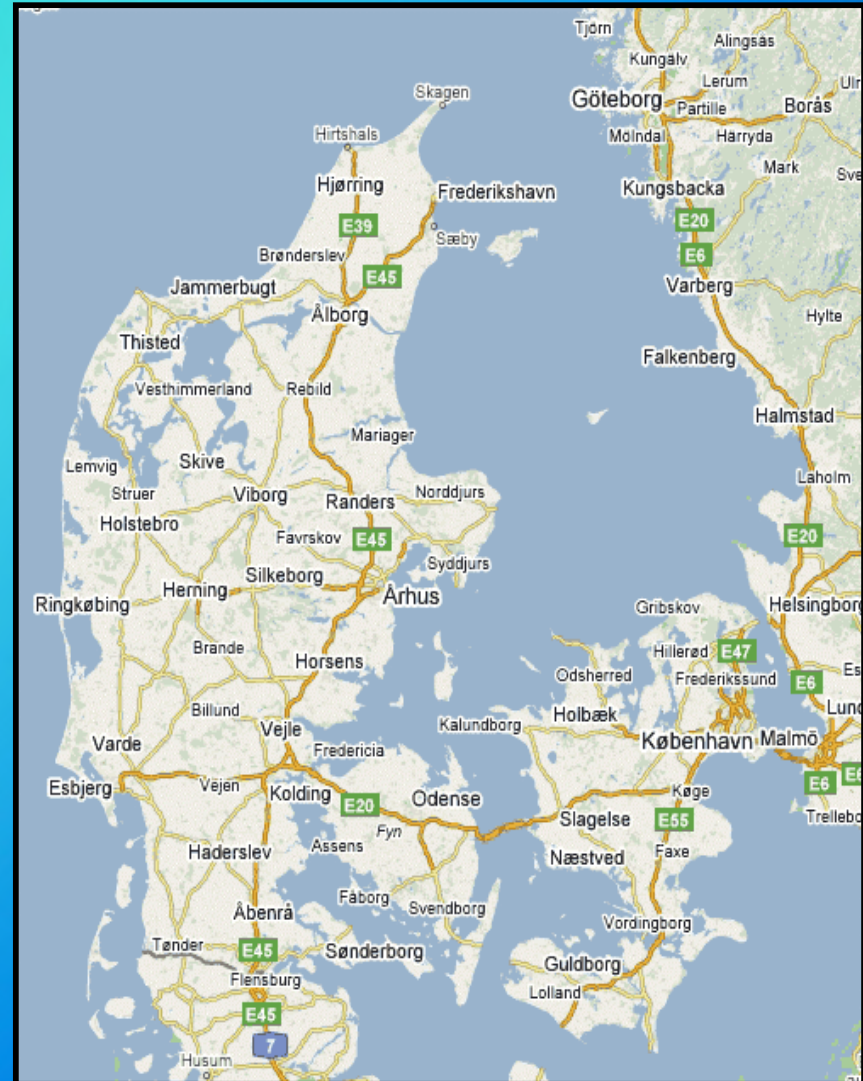 Tjörn
Alingsås
Kungälv
Skagen
Lerum
Göteborg
Partille
Borås
Hirtshals
Mölndal
Härryda
Mark
Hjørring
Frederikshavn
Kungsbacka
E39
E20
Sæby
Brønderslev
E6
E45
Jammerbugt
Varberg
Ålborg
Hylte
Thisted
Falkenberg
Vesthimmerland
Rebild
Halmstad
Mariager
Lemvig
Skive
Laholm
Struer
Viborg
Randers
Norddjurs
Holstebro
Favrskov
E45
E20
Syddjurs
Silkeborg
Herning
Århus
Ringkøbing
Gribskov
Helsingborg
Brande
Hillerød
E47
Horsens
Odsherred
Frederikssund
E6
Billund
Holbæk
Lund
Kalundborg
Vejle
Varde
Fredericia
København
Malmö
Esbjerg
Vejen
Kolding
E20
Odense
Køge
E6
E6
Slagelse
E55
Trellebo
Fyn
Haderslev
Assens
Næstved
Faxe
Fåborg
Svendborg
Åbenrå
Vordingborg
Tønder
E45
Sønderborg
Guldborg
Flensburg
Lolland
E45
7
Husum